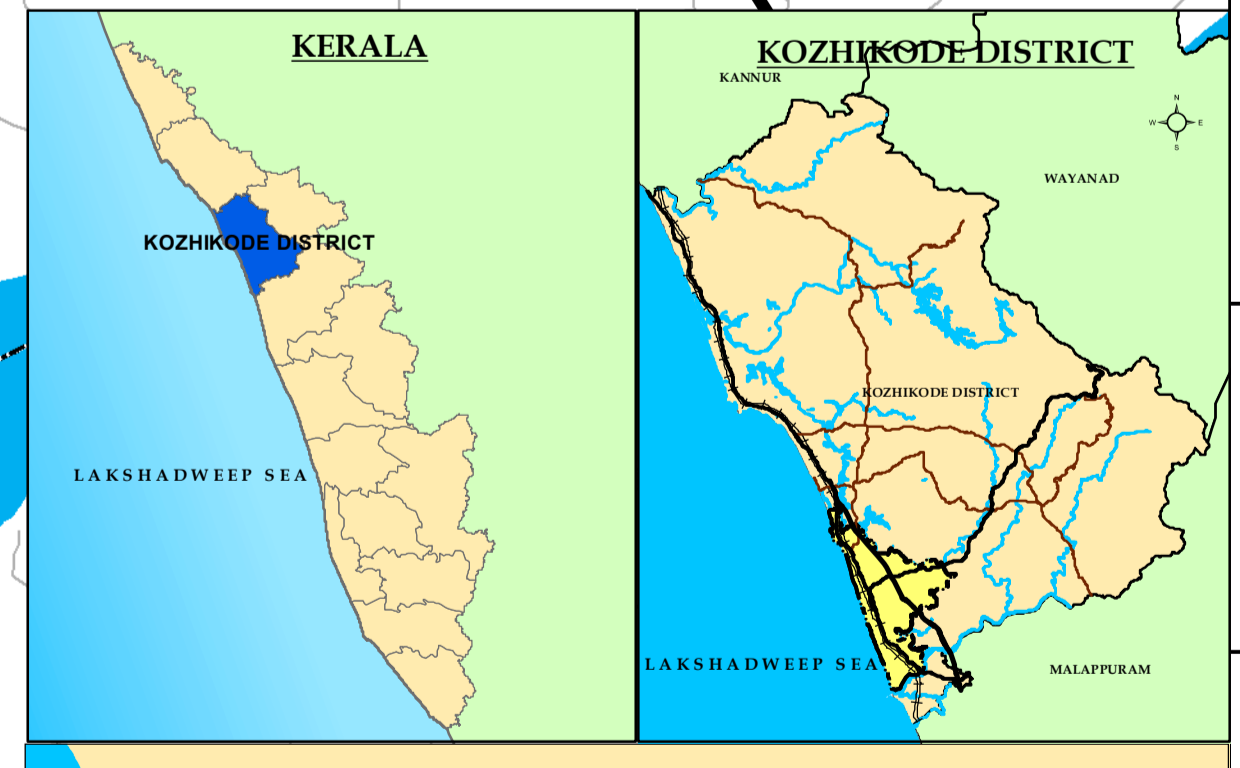 KERALA
KOZHIKODE DISTRICT
LAKSHADWEEP SEA
KOZHIKODE DISTRICT
KANNUR
N
W E
S
WAYANAD
KOZHIKODE DISTRICT
LAKSHADWEEP SEA
MALAPPURAM